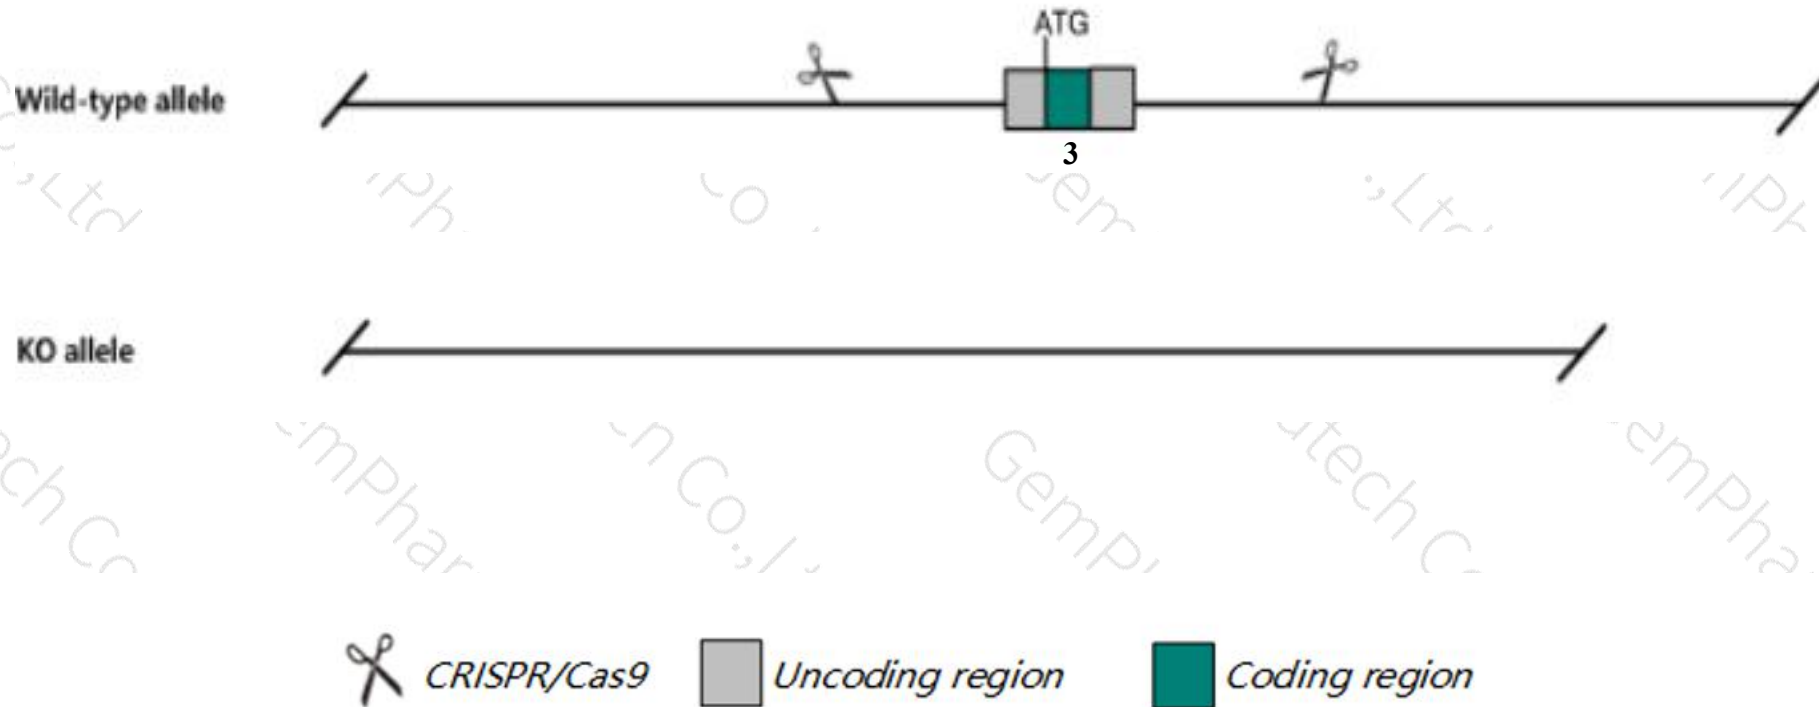 ATG
Wild-type allele
3
KO allele
CRISPR/Cas9
Uncoding region
Coding region